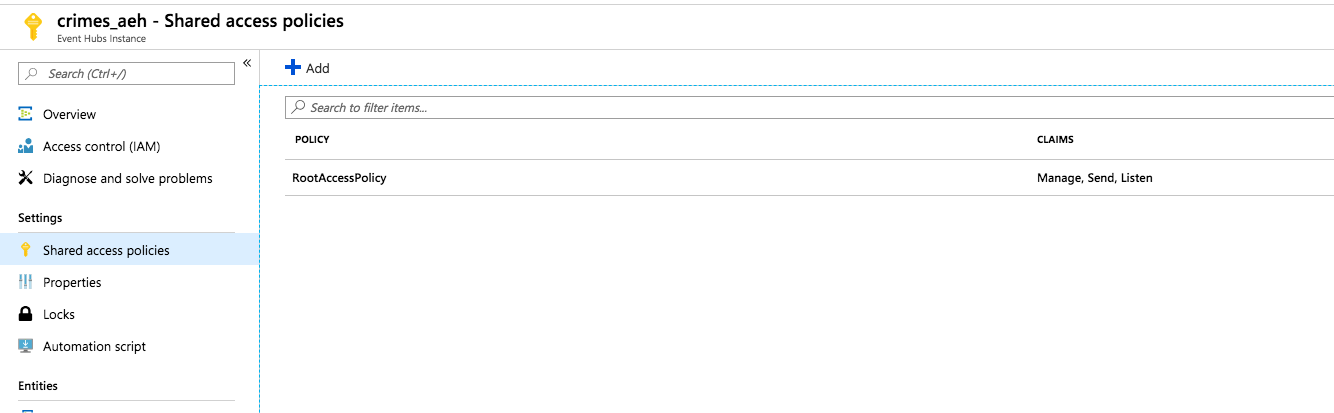 crimes_aeh - Shared access policies
Event Hubs Instance
Search (Ctrl+/)
«
Overview
Access control (IAM)
Diagnose and solve problems
Settings
Shared access policies
Properties
Locks
Automation script
Entities
Add
Search to filter items...
POLICY CLAIMS
RootAccessPolicy Manage, Send, Listen